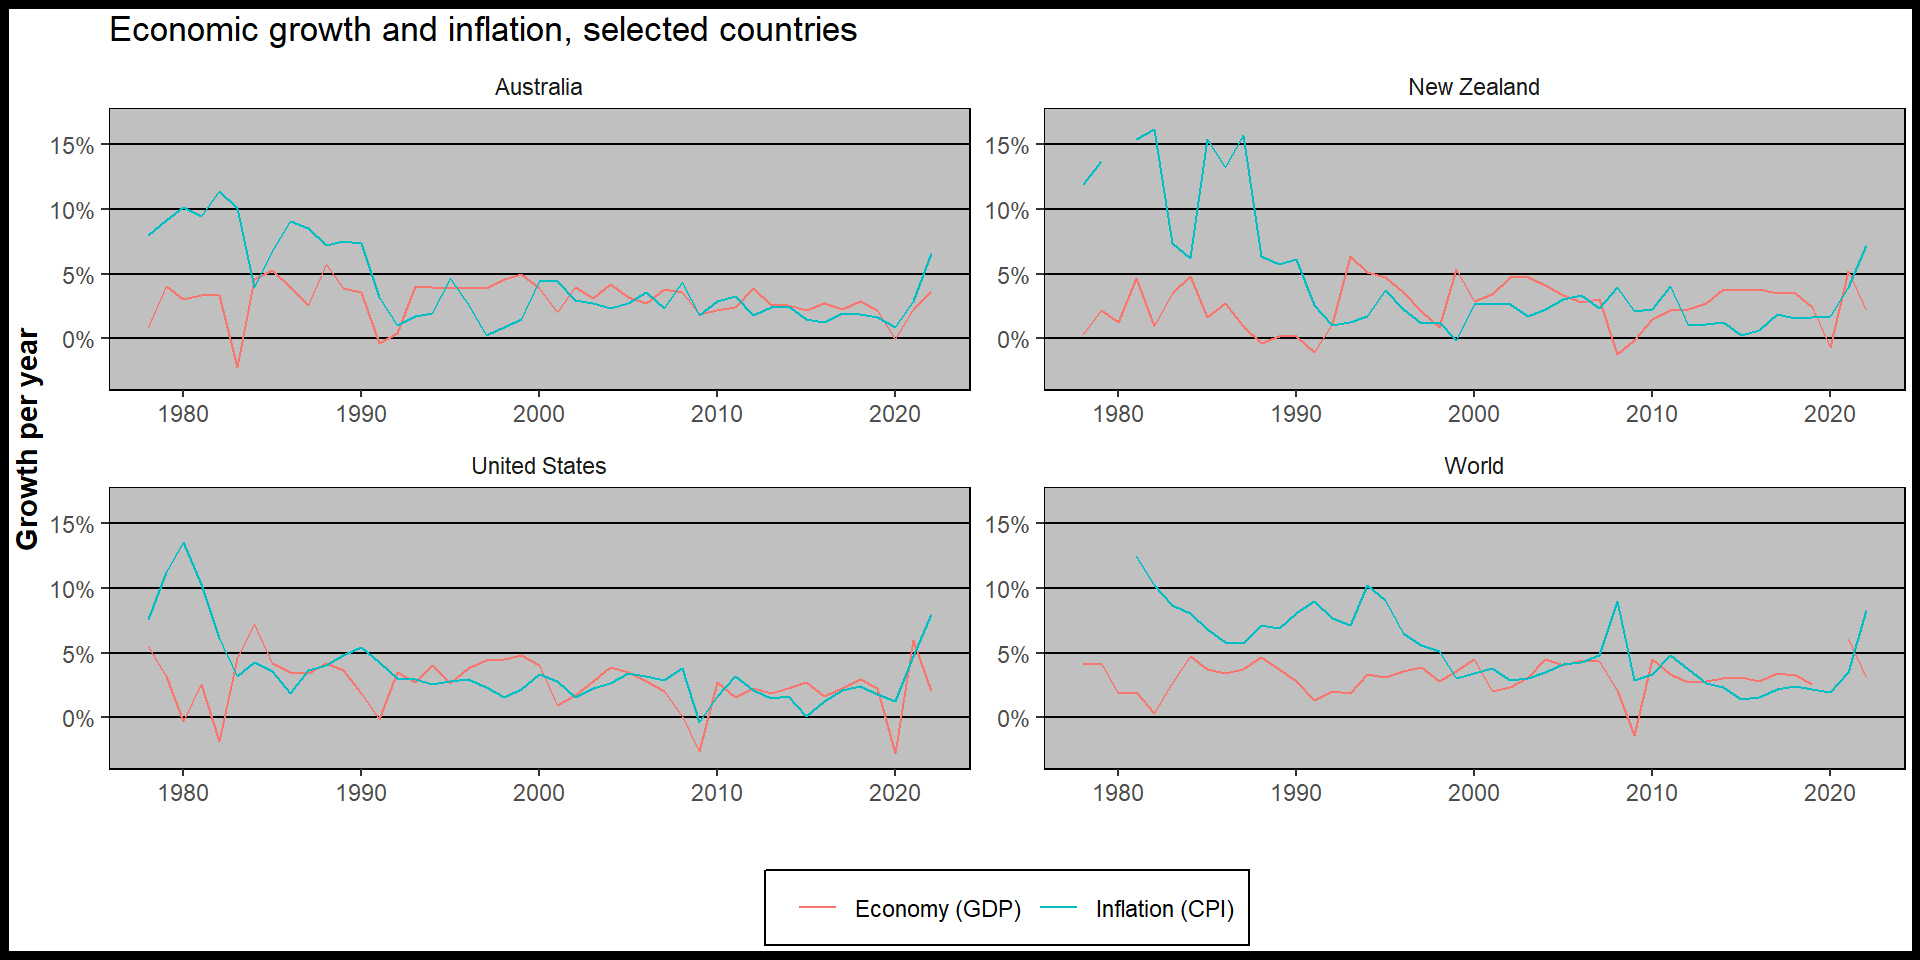 Economic growth and inflation, selected countries
Growth per year
Australia
15%
10%
5%
0%
1980 1990 2000 2010 2020
New Zealand
15%
10%
5%
0%
1980 1990 2000 2010 2020
United States
15%
10%
5%
0%
1980 1990 2000 2010 2020
World
15%
10%
5%
0%
1980 1990 2000 2010 2020
Economy (GDP) Inflation (CPI)